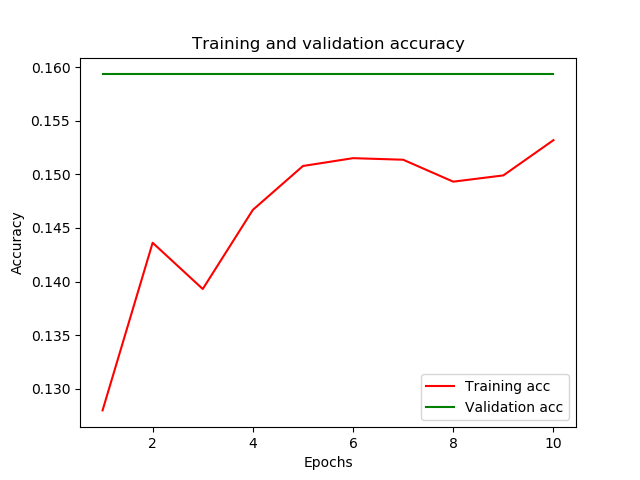 Training and validation accuracy
0.160
0.155
0.150
0.145
0.140
0.135
0.130
Accuracy
2 4 6 8 10
Epochs
Training acc
Validation acc